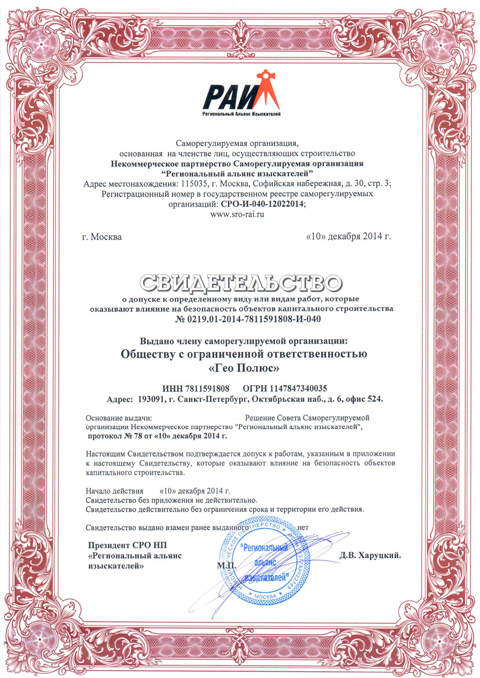 РАИ
Региональный Альянс Изыскателей
Саморегулируемая организация,
основанная на членстве лиц, осуществляющих строительство
Некоммерческое партнерство Саморегулируемая организация
"Региональный альянс изыскателей"
Адрес местонахождения: 115035, г. Москва, Софийская набережная, д. 30, стр. 3;
Регистрационный номер в государственном реестре саморегулируемых
организаций: СРО-И-040-12022014;
www.sro-rai.ru
г. Москва «10» декабря 2014 г.
СВИДЕТЕЛЬСТВО
о допуске к определенному виду или видам работ, которые
оказывают влияние на безопасность объектов капитального строительства
№ 0219.01-2014-7811591808-И-040
Выдано члену саморегулируемой организации:
Обществу с ограниченной ответственностью
«Гео Полюс»
ИНН 7811591808 ОГРН 1147847340035
Адрес: 193091, г. Санкт-Петербург, Октябрьская наб., д. 6, офис 524.
Основание выдачи: Решение Совета Саморегулируемой
организации Некоммерческое партнерство "Региональный альянс изыскателей",
протокол № 78 от «10» декабря 2014 г.
Настоящим Свидетельством подтверждается допуск к работам, указанным в приложении
к настоящему Свидетельству, которые оказывают влияние на безопасность объектов
капитального строительства.
Начало действия «10» декабря 2014 г.
Свидетельство без приложения не действительно.
Свидетельство действительно без ограничения срока и территории его действия.
Свидетельство выдано взамен ранее выданного нет
Президент СРО НП
«Региональный альянс
изыскателей»
М.П.
Д.В. Харуцкий.
"Региональный
альянс
изыскателей"
МОСКВА